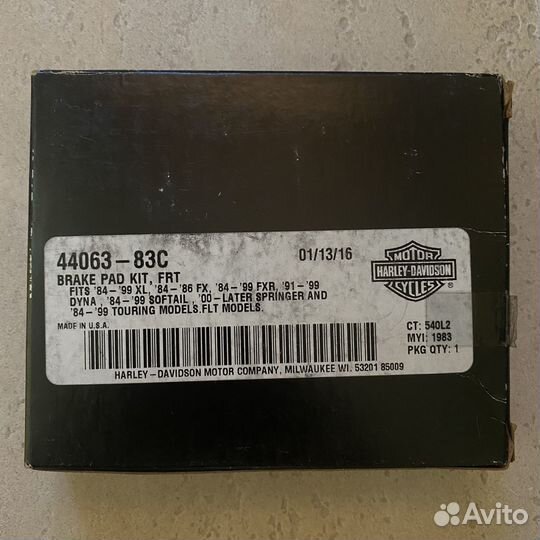 44063-83C
01/13/16
BRAKE PAD KIT, FRT
FITS '84-'99 XL, '84-'86 FX, '84-'99 FXR, '91-'99
DYNA, '84-'99 SOFTAIL, '00-LATER SPRINGER AND
'84-'99 TOURING MODELS.FLT MODELS.
MADE IN U.S.A.
MOTOR
HARLEY-DAVIDSON
CYCLES
®
CT: 540L2
MYI: 1983
PKG QTY: 1
HARLEY-DAVIDSON MOTOR COMPANY, MILWAUKEE WI. 53201 85009
Avito